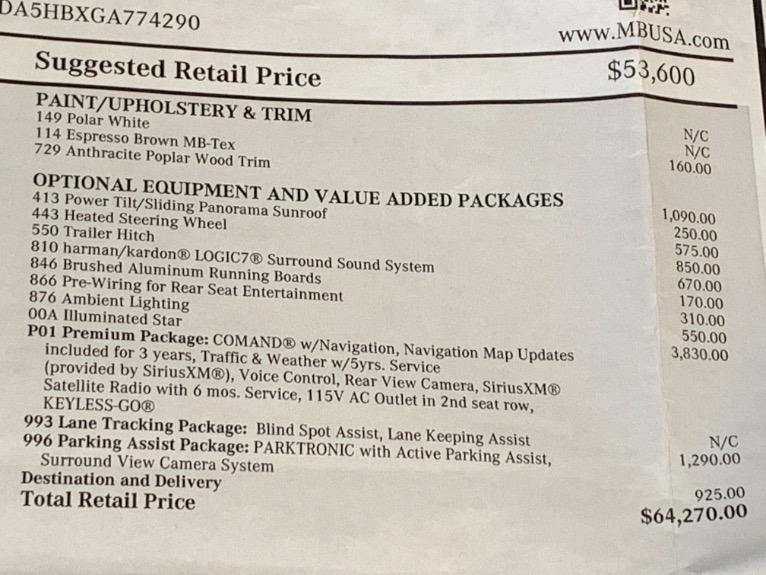 DA5HBXGA774290
www.MBUSA.com
Suggested Retail Price $53,600
PAINT/UPHOLSTERY & TRIM
149 Polar White N/C
114 Espresso Brown MB-Tex N/C
729 Anthracite Poplar Wood Trim 160.00
OPTIONAL EQUIPMENT AND VALUE ADDED PACKAGES
413 Power Tilt/Sliding Panorama Sunroof 1,090.00
443 Heated Steering Wheel 250.00
550 Trailer Hitch 575.00
810 harman/kardon® LOGIC7® Surround Sound System 850.00
846 Brushed Aluminum Running Boards 670.00
866 Pre-Wiring for Rear Seat Entertainment 170.00
876 Ambient Lighting 310.00
00A Illuminated Star 550.00
P01 Premium Package: COMAND® w/Navigation, Navigation Map Updates 3,830.00
included for 3 years, Traffic & Weather w/5yrs. Service
(provided by SiriusXM®), Voice Control, Rear View Camera, SiriusXM®
Satellite Radio with 6 mos. Service, 115V AC Outlet in 2nd seat row,
KEYLESS-GO®
993 Lane Tracking Package: Blind Spot Assist, Lane Keeping Assist N/C
996 Parking Assist Package: PARKTRONIC with Active Parking Assist, 1,290.00
Surround View Camera System
Destination and Delivery 925.00
Total Retail Price $64,270.00